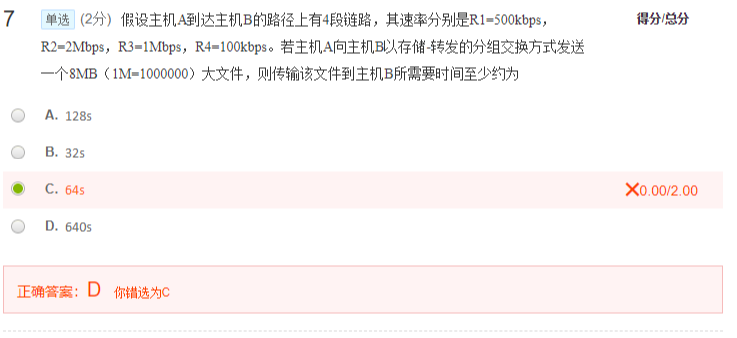 7 单选 (2分) 假设主机A到达主机B的路径上有4段链路，其速率分别是R1=500kbps， 得分/总分
R2=2Mbps，R3=1Mbps，R4=100kbps。若主机A向主机B以存储-转发的分组交换方式发送
一个8MB（1M=1000000）大文件，则传输该文件到主机B所需要时间至少约为
A. 128s
B. 32s
C. 64s ×0.00/2.00
D. 640s
正确答案：D 你错选为C